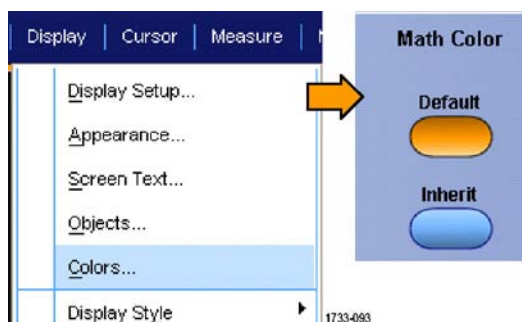 Display | Cursor | Measure |
Display Setup...
Appearance...
Screen Text...
Objects...
Colors...
Display Style
Math Color
Default
Inherit
1733-093